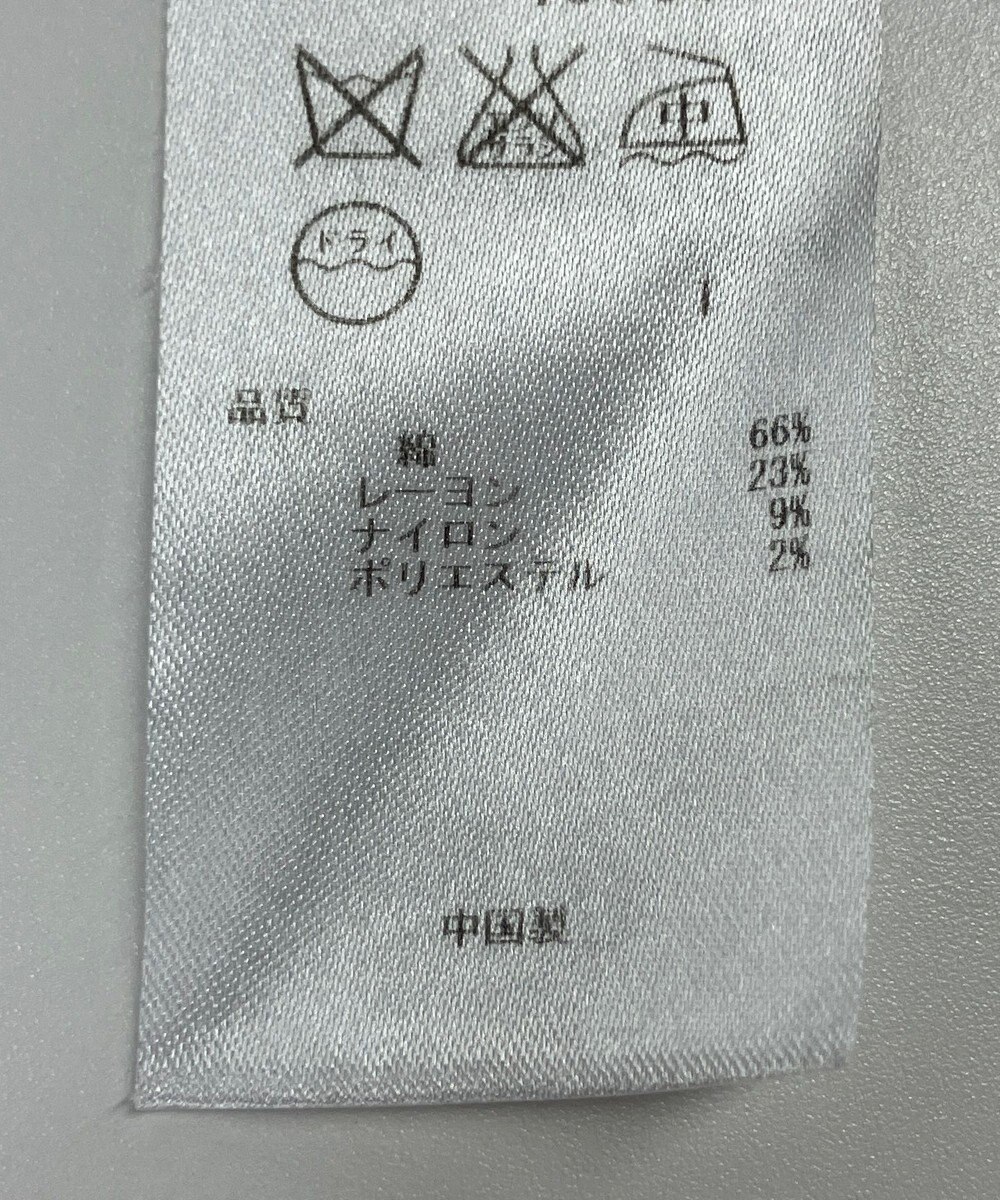 中
ドライ
品質
綿 66%
レーヨン 23%
ナイロン 9%
ポリエステル 2%
中国製